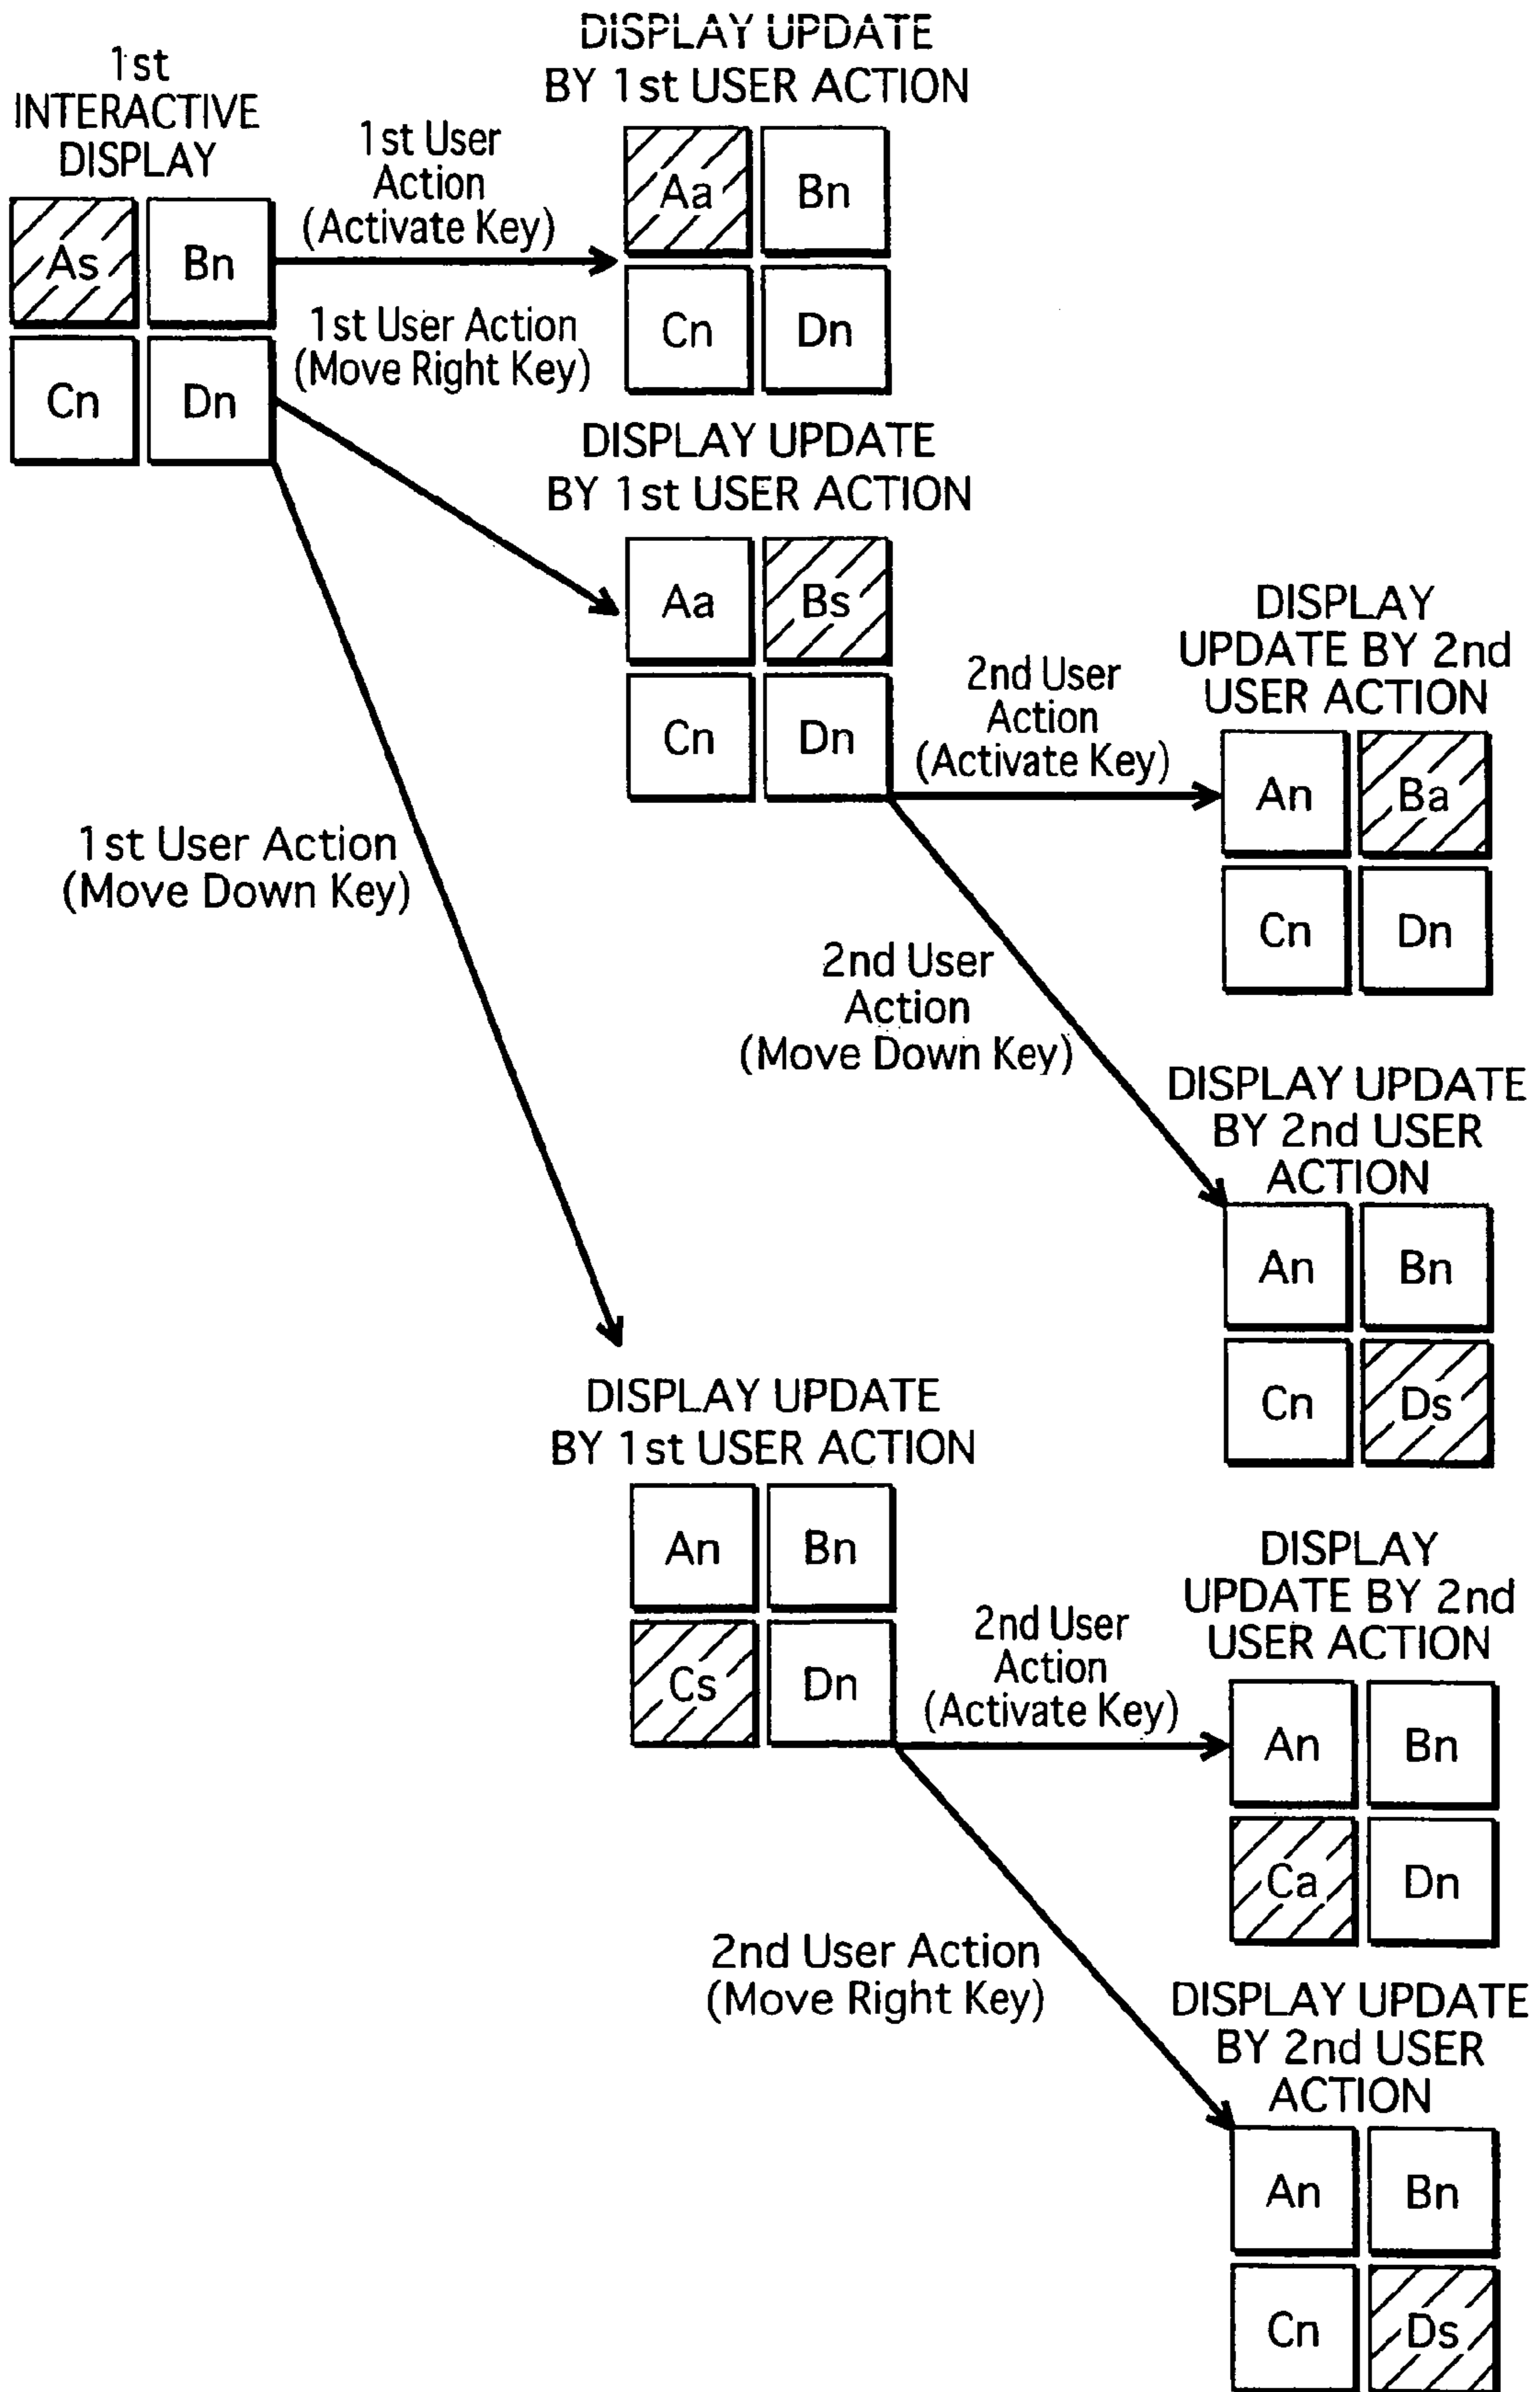 1st
INTERACTIVE
DISPLAY
As Bn
Cn Dn
1st User
Action
(Activate Key)
DISPLAY UPDATE
BY 1st USER ACTION
Aa Bn
Cn Dn
1st User Action
(Move Right Key)
DISPLAY UPDATE
BY 1st USER ACTION
Aa Bs
Cn Dn
2nd User
Action
(Activate Key)
DISPLAY
UPDATE BY 2nd
USER ACTION
An Ba
Cn Dn
2nd User
Action
(Move Down Key)
DISPLAY UPDATE
BY 2nd USER
ACTION
An Bn
Cn Ds
1st User Action
(Move Down Key)
DISPLAY UPDATE
BY 1st USER ACTION
An Bn
Cs Dn
2nd User
Action
(Activate Key)
DISPLAY
UPDATE BY 2nd
USER ACTION
An Bn
Ca Dn
2nd User Action
(Move Right Key)
DISPLAY UPDATE
BY 2nd USER
ACTION
An Bn
Cn Ds